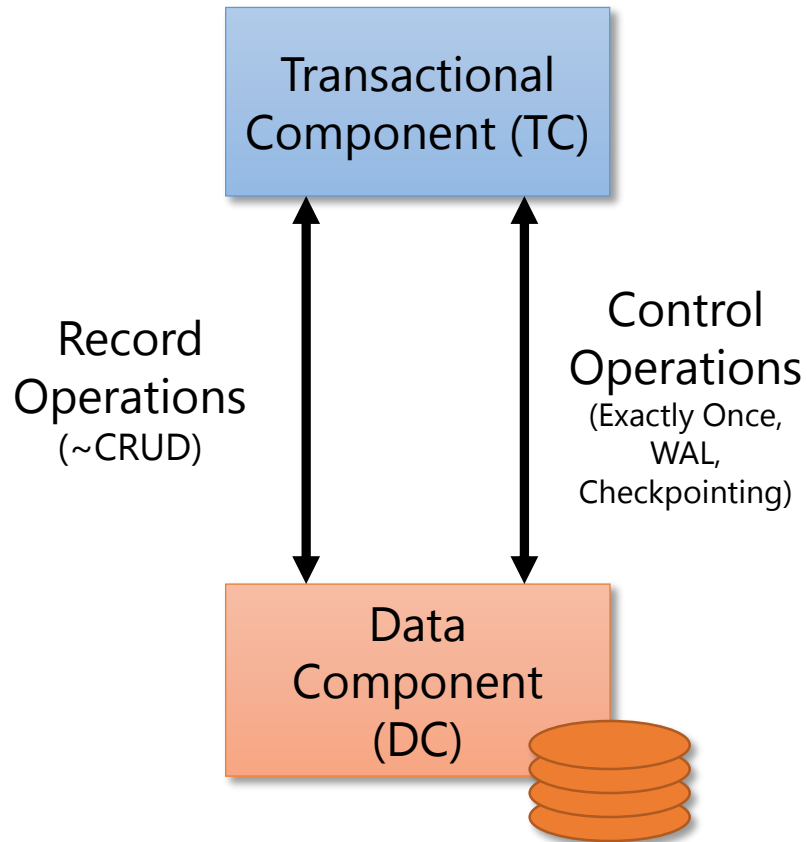 Transactional
Component (TC)
Record
Operations
(~CRUD)
Control
Operations
(Exactly Once,
WAL,
Checkpointing)
Data
Component
(DC)